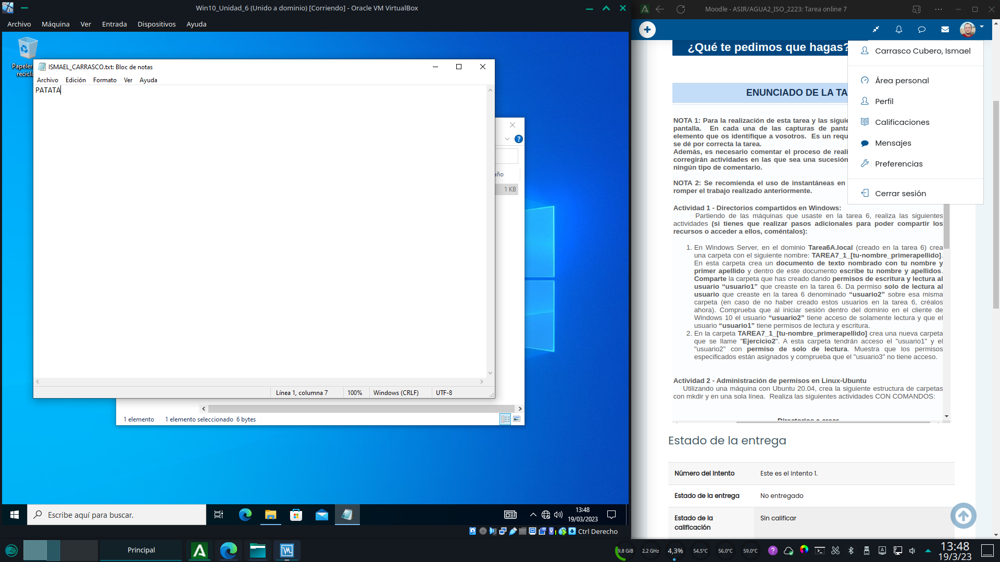 Win10_Unidad_6 (Unido a dominio) [Corriendo] - Oracle VM VirtualBox
Archivo Máquina Ver Entrada Dispositivos Ayuda
Papelera
recicla
ISMAEL_CARRASCO.txt: Bloc de notas
Archivo Edición Formato Ver Ayuda
PATATA
año
1 KB
Línea 1, columna 7 100% Windows (CRLF) UTF-8
1 elemento 1 elemento seleccionado 6 bytes
Escribe aquí para buscar.
13:48
19/03/2023
Ctrl Derecho
Moodle - ASIR/AGUA2_ISO_2223: Tarea online 7
¿Qué te pedimos que hagas?
Carrasco Cubero, Ismael
Área personal
Perfil
Calificaciones
Mensajes
Preferencias
Cerrar sesión
ENUNCIADO DE LA TA
NOTA 1: Para la realización de esta tarea y las siguie
pantalla. En cada una de las capturas de panta
elemento que os identifique a vosotros. Es un requ
se dé por correcta la tarea.
Además, es necesario comentar el proceso de reali
corregirán actividades en las que sea una sucesión
ningún tipo de comentario.
NOTA 2: Se recomienda el uso de instantáneas en
romper el trabajo realizado anteriormente.
Actividad 1 - Directorios compartidos en Windows:
Partiendo de las máquinas que usaste en la tarea 6, realiza las siguientes
actividades (si tienes que realizar pasos adicionales para poder compartir los
recursos o acceder a ellos, coméntalos):
1. En Windows Server, en el dominio Tarea6A.local (creado en la tarea 6) crea
una carpeta con el siguiente nombre: TAREA7_1_[tu-nombre_primerapellido].
En esta carpeta crea un documento de texto nombrado con tu nombre y
primer apellido y dentro de este documento escribe tu nombre y apellidos.
Comparte la carpeta que has creado dando permisos de escritura y lectura al
usuario “usuario1” que creaste en la tarea 6. Da permiso solo de lectura al
usuario que creaste en la tarea 6 denominado “usuario2” sobre esa misma
carpeta (en caso de no haber creado estos usuarios en la tarea 6, créalos
ahora). Comprueba que al iniciar sesión dentro del dominio en el cliente de
Windows 10 el usuario “usuario2” tiene acceso de solamente lectura y que el
usuario “usuario1” tiene permisos de lectura y escritura.
2. En la carpeta TAREA7_1_[tu-nombre_primerapellido] crea una nueva carpeta
que se llame "Ejercicio2". A esta carpeta tendrán acceso el "usuario1" y el
"usuario2" con permiso de solo de lectura. Muestra que los permisos
especificados están asignados y comprueba que el "usuario3" no tiene acceso.
Actividad 2 - Administración de permisos en Linux-Ubuntu
Utilizando una máquina con Ubuntu 20.04, crea la siguiente estructura de carpetas
con mkdir y en una sola línea. Realiza las siguientes actividades CON COMANDOS:
Directorios a crear
Estado de la entrega
Número del Intento Este es el intento 1.
Estado de la entrega No entregado
Estado de la
calificación
Sin calificar
Principal
9,8 GiB 2,2 GHz 4,3% 54,5°C 56,0°C 59,0°C
13:48
19/3/23